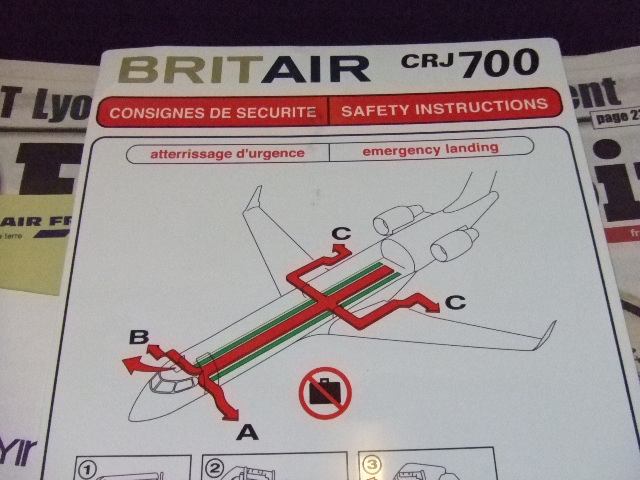 BRITAIR CRJ700
CONSIGNES DE SECURITE SAFETY INSTRUCTIONS
atterrissage d'urgence emergency landing
T Lyo
ent
page 2
AIR FR
terre
C
C
B
A
1 2 3